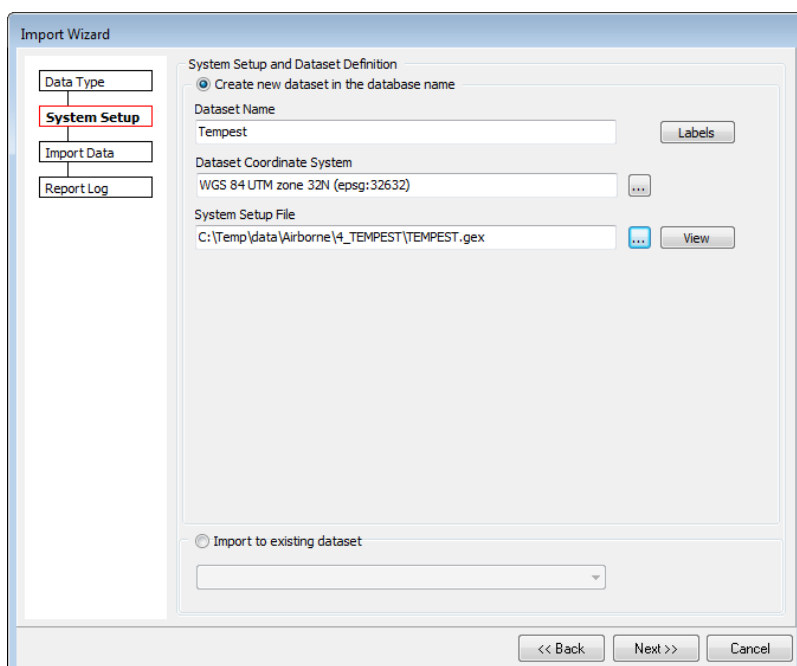 Import Wizard
Data Type
System Setup
Import Data
Report Log
System Setup and Dataset Definition
Create new dataset in the database name
Dataset Name
Tempest
Labels
Dataset Coordinate System
WGS 84 UTM zone 32N (epsg:32632)
...
System Setup File
C:\Temp\data\Airborne\4_TEMPEST\TEMPEST.gex
...
View
Import to existing dataset
<< Back
Next >>
Cancel